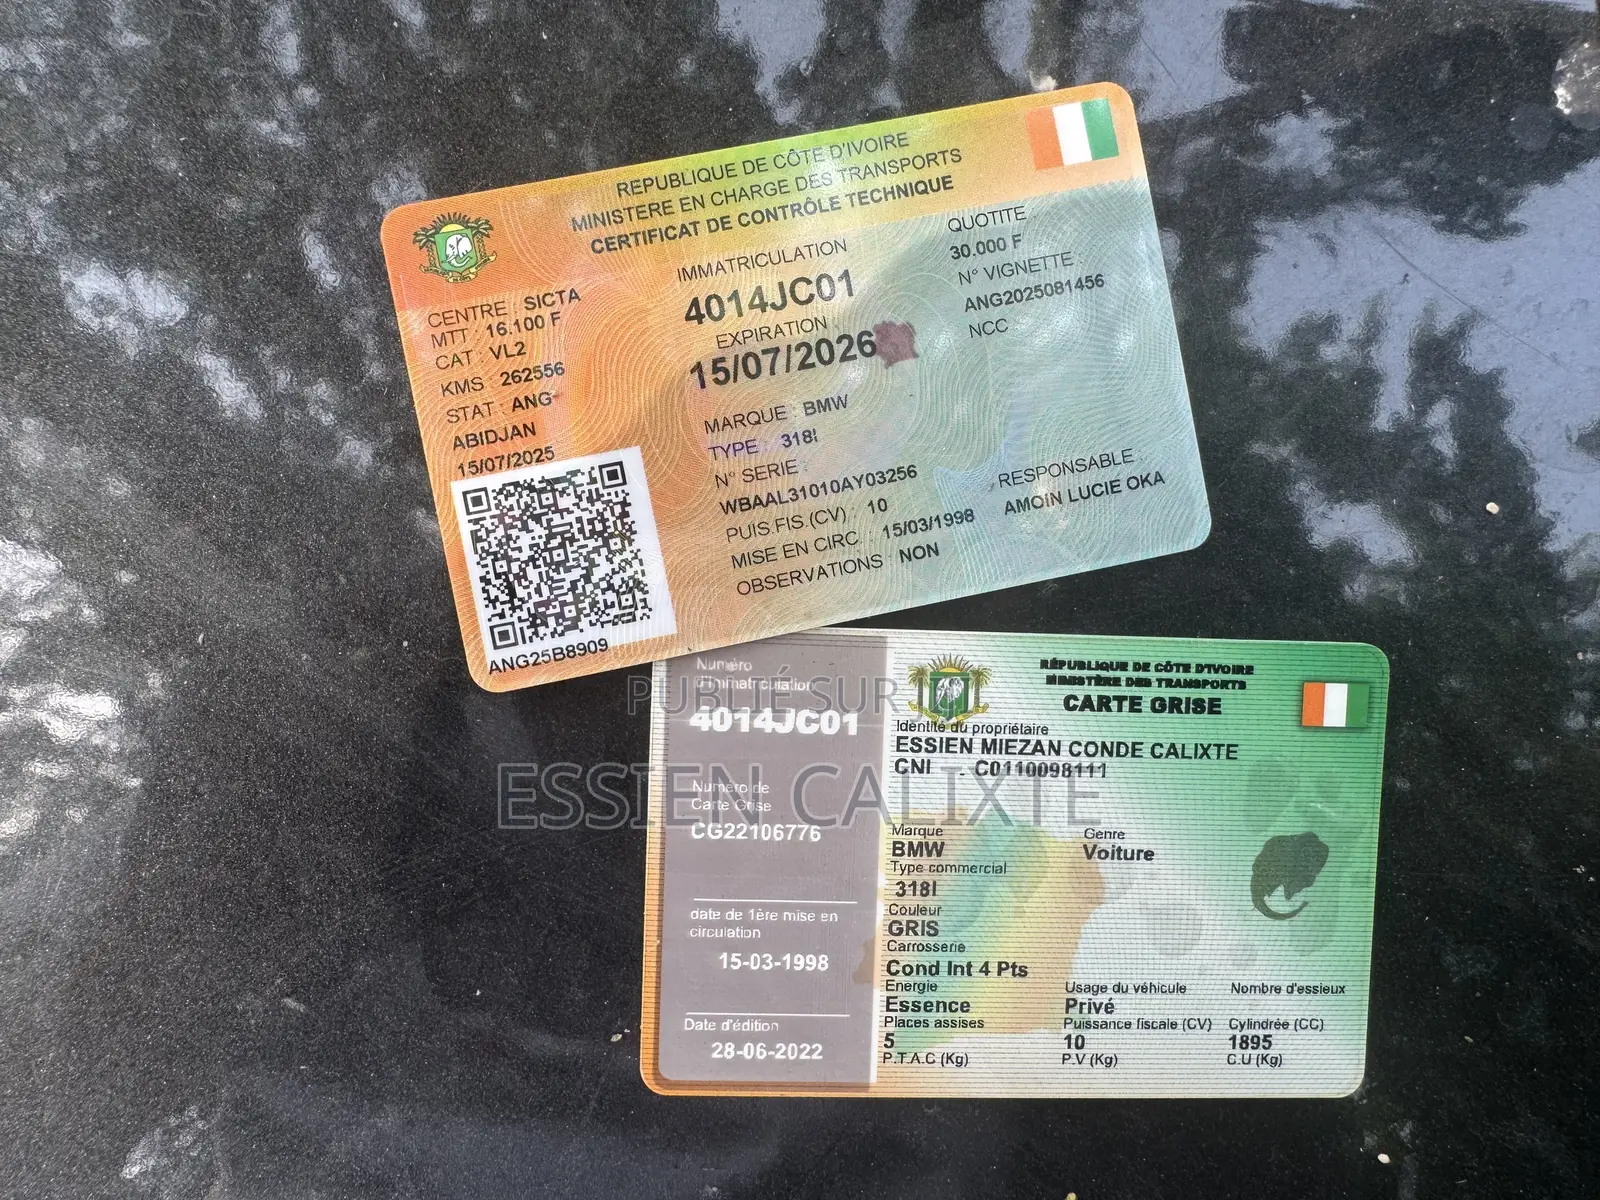 REPUBLIQUE DE CÔTE D'IVOIRE
MINISTERE EN CHARGE DES TRANSPORTS
CERTIFICAT DE CONTRÔLE TECHNIQUE
CENTRE : SICTA
MTT : 16.100 F
CAT : VL2
KMS : 262556
STAT : ANG-
ABIDJAN
15/07/2025
ANG25B8909
IMMATRICULATION
4014JC01
EXPIRATION
15/07/2026
MARQUE : BMW
TYPE : 318I
N° SERIE :
WBAAL31010AY03256
PUIS.FIS.(CV) : 10
MISE EN CIRC. : 15/03/1998
OBSERVATIONS : NON
QUOTITE :
30.000 F
N° VIGNETTE :
ANG2025081456
NCC
RESPONSABLE :
AMOIN LUCIE OKA
PUBLIÉ SUR JIJI
ESSIEN CALIXTE
Numéro
d'Immatriculation
4014JC01
Numéro de
Carte Grise
CG22106776
date de 1ère mise en
circulation
15-03-1998
Date d'édition
28-06-2022
RÉPUBLIQUE DE CÔTE D'IVOIRE
MINISTÈRE DES TRANSPORTS
CARTE GRISE
Identité du propriétaire
ESSIEN MIEZAN CONDE CALIXTE
CNI - C0110098111
Marque Genre
BMW Voiture
Type commercial
318I
Couleur
GRIS
Carrosserie
Cond Int 4 Pts
Energie Usage du véhicule Nombre d'essieux
Essence Privé
Places assises Puissance fiscale (CV) Cylindrée (CC)
5 10 1895
P.T.A.C (Kg) P.V (Kg) C.U (Kg)